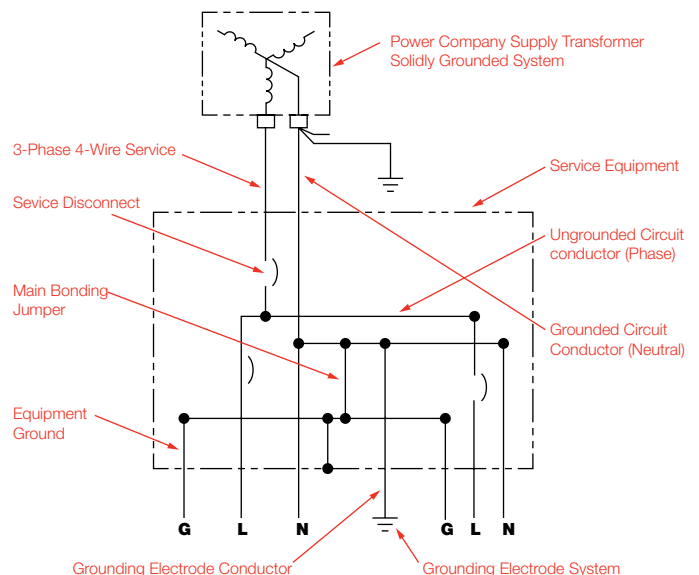 Power Company Supply Transformer
Solidly Grounded System
3-Phase 4-Wire Service
Service Equipment
Sevice Disconnect
Ungrounded Circuit
conductor (Phase)
Main Bonding
Jumper
Grounded Circuit
Conductor (Neutral)
Equipment
Ground
G L N G L N
Grounding Electrode Conductor
Grounding Electrode System